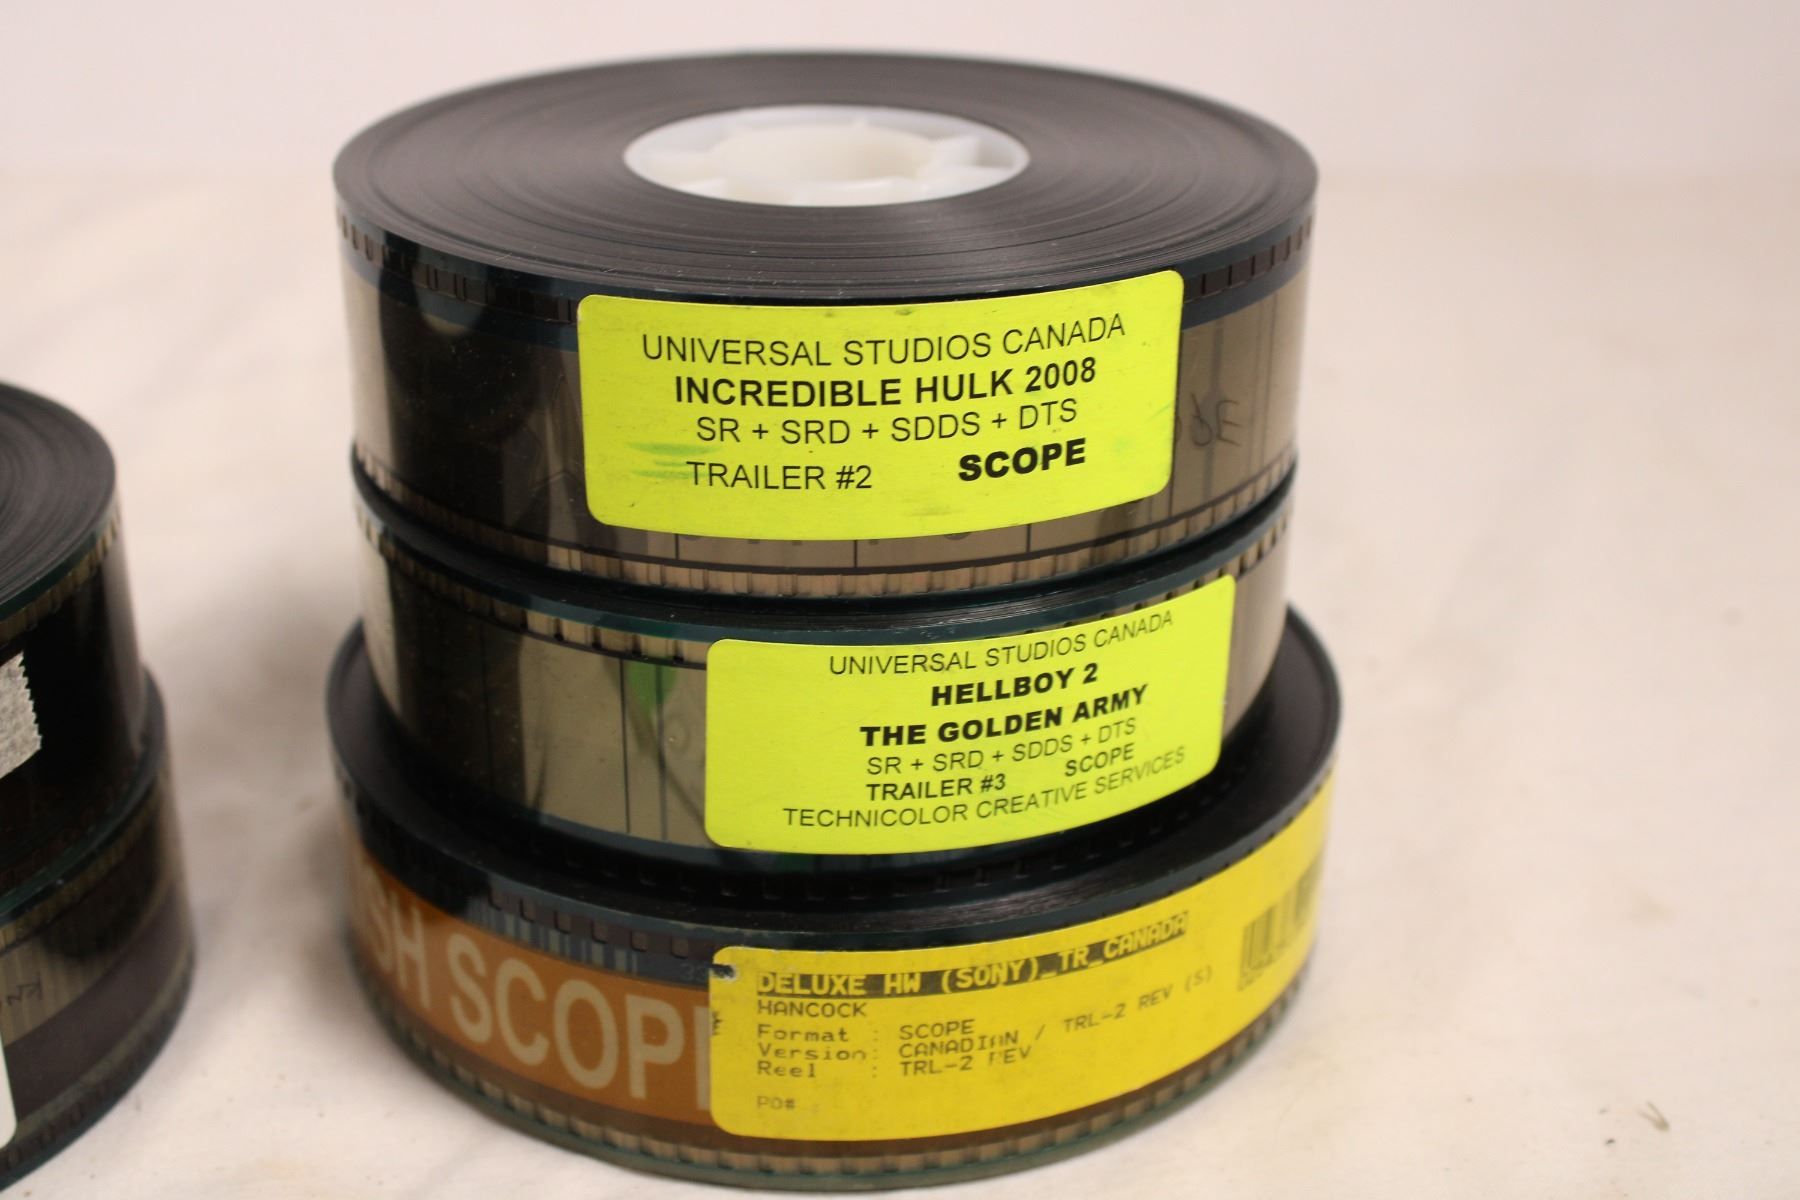 UNIVERSAL STUDIOS CANADA
INCREDIBLE HULK 2008
SR + SRD + SDDS + DTS
TRAILER #2 SCOPE
UNIVERSAL STUDIOS CANADA
HELLBOY 2
THE GOLDEN ARMY
SR + SRD + SDDS + DTS
TRAILER #3 SCOPE
TECHNICOLOR CREATIVE SERVICES
SCOPE
DELUXE HW (SONY)_TR_CANADA
HANCOCK
Format : SCOPE
Version: CANADIAN / TRL-2 REV (S)
Reel : TRL-2 REV
PO#